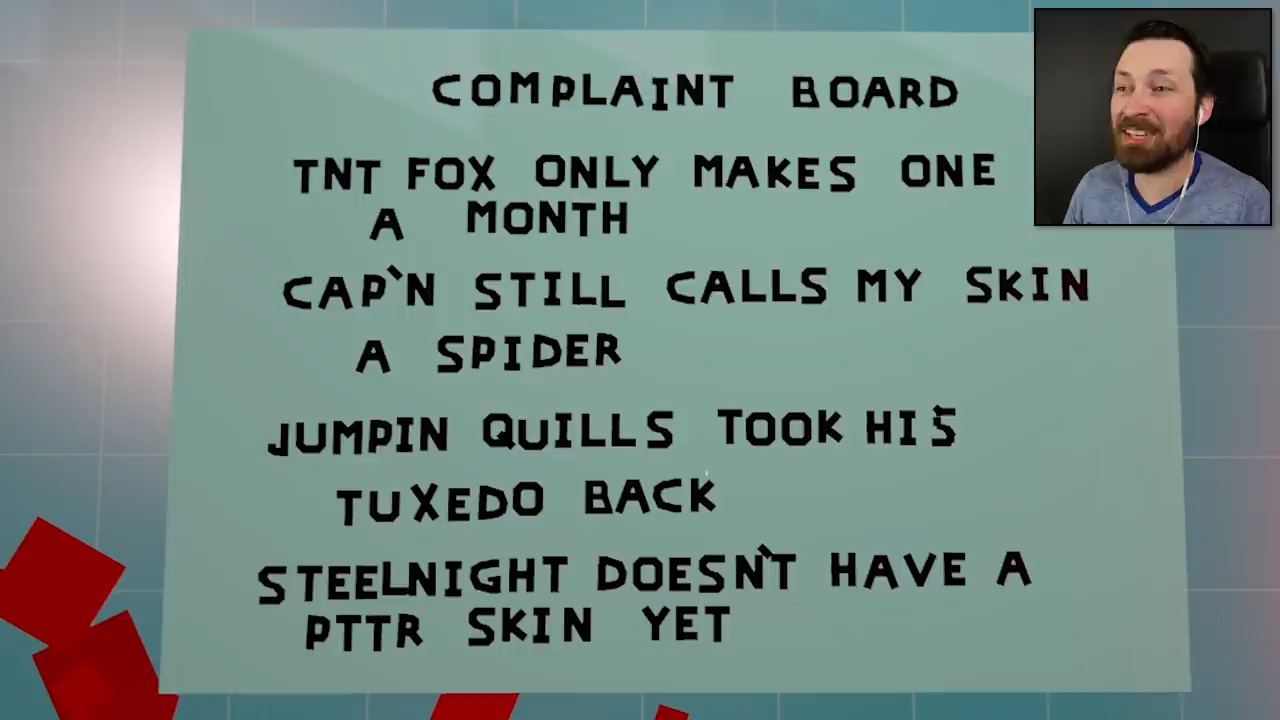 COMPLAINT BOARD
TNT FOX ONLY MAKES ONE
A MONTH
CAP`N STILL CALLS MY SKIN
A SPIDER
JUMPIN QUILLS TOOK HIS
TUXEDO BACK
STEELNIGHT DOESN`T HAVE A
PTTR SKIN YET